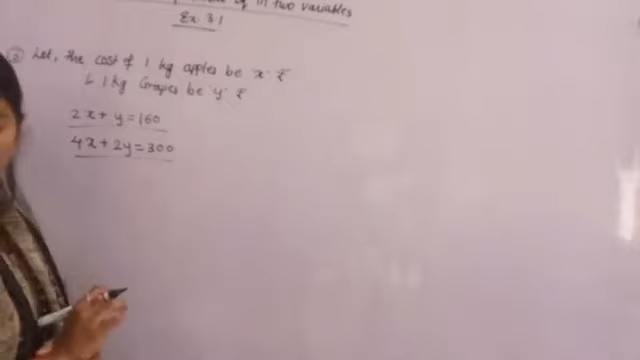 in two variables
Ex 3.1
③ Let, the cost of 1 kg apples be 'x' ₹
& 1 kg Grapes be 'y' ₹
2x + y = 160
4x + 2y = 300